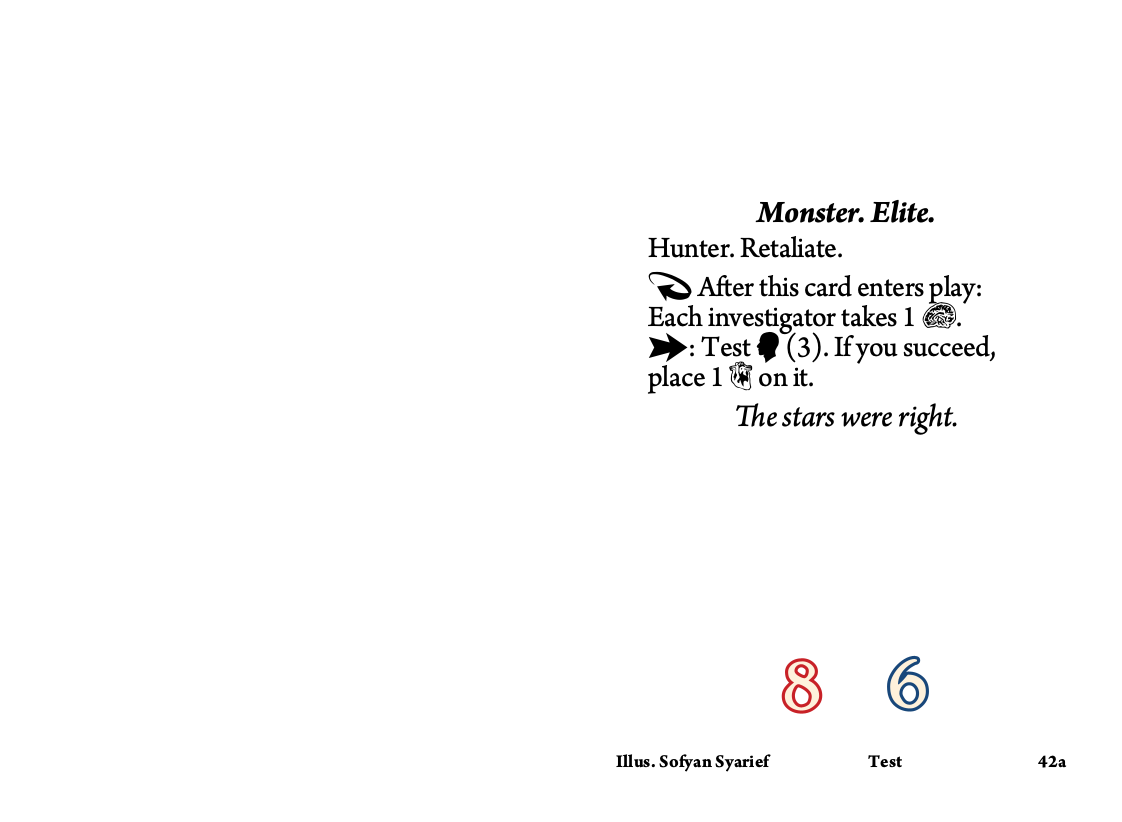 Monster. Elite.
Hunter. Retaliate.
After this card enters play:
Each investigator takes 1 .
: Test (3). If you succeed,
place 1 on it.
The stars were right.
8 6
Illus. Sofyan Syarief Test 42a